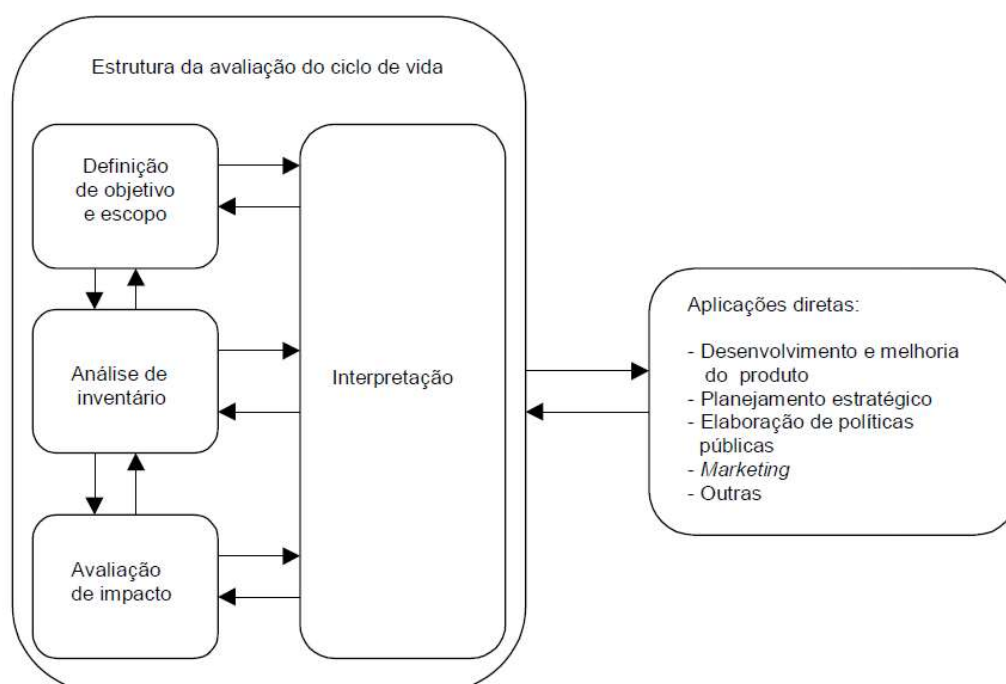 Estrutura da avaliação do ciclo de vida
Definição
de objetivo
e escopo
Análise de
inventário
Avaliação
de impacto
Interpretação
Aplicações diretas:
- Desenvolvimento e melhoria
do produto
- Planejamento estratégico
- Elaboração de políticas
públicas
- Marketing
- Outras